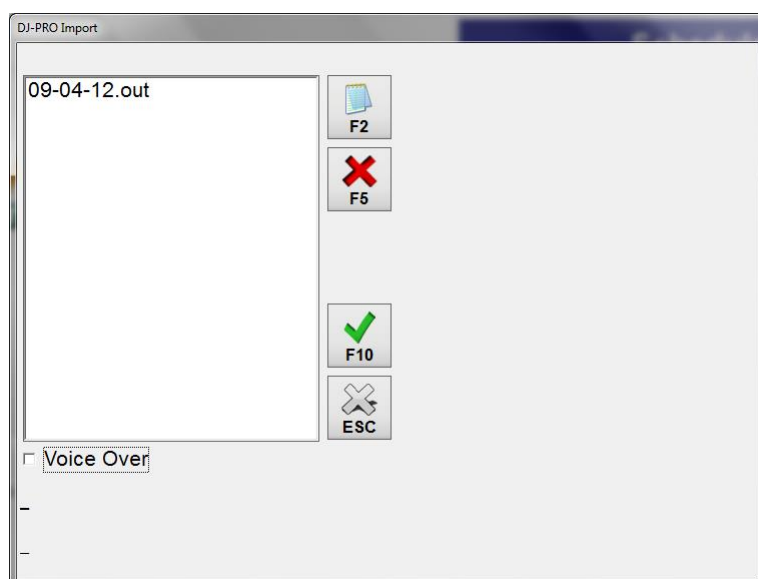 DJ-PRO Import
09-04-12.out
F2
F5
F10
ESC
Voice Over